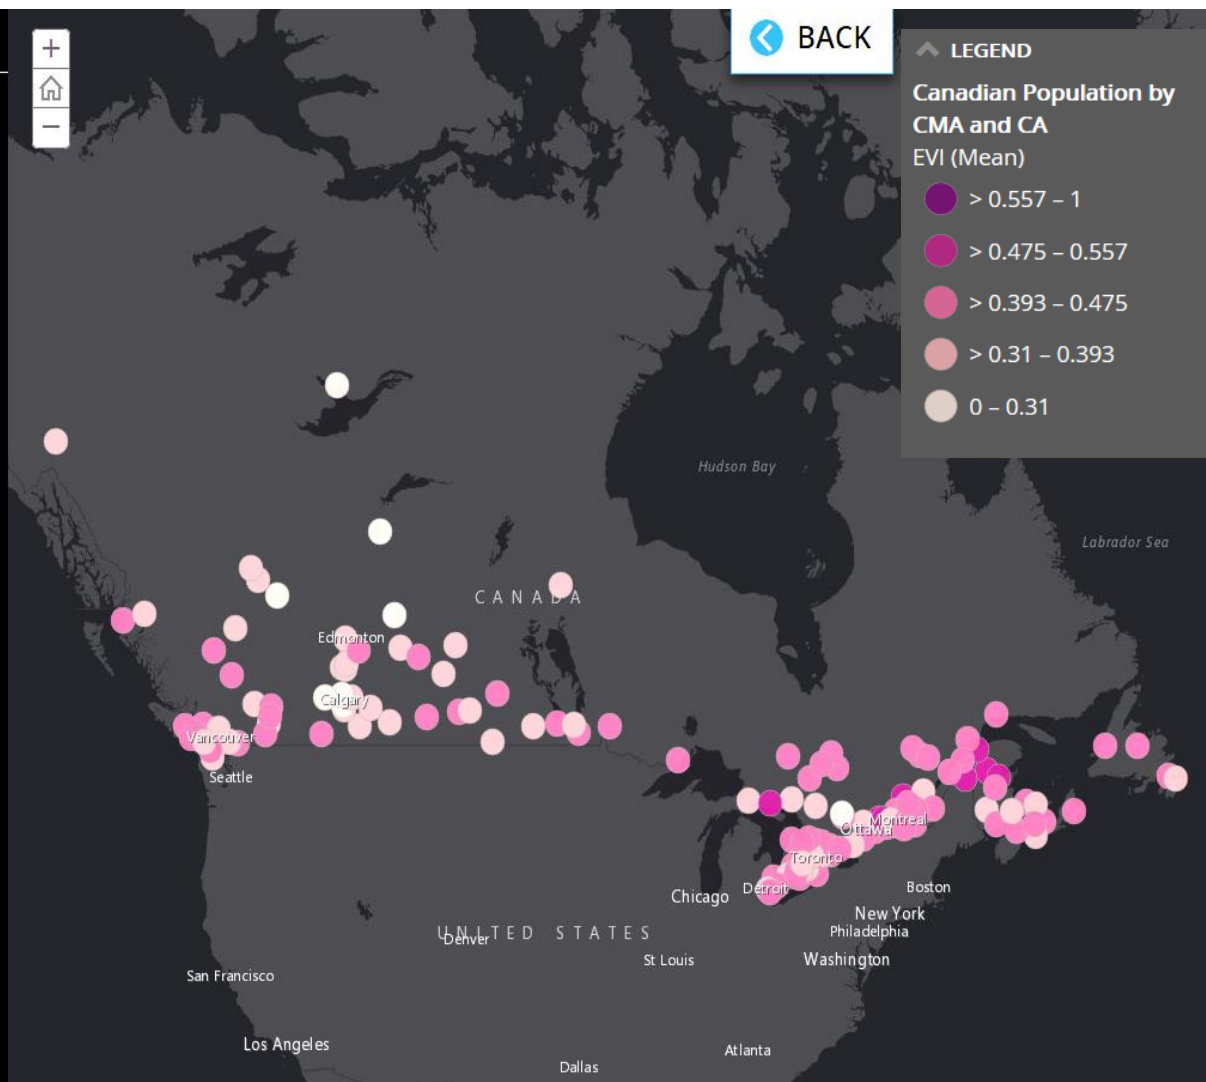 +
−
BACK
LEGEND
Canadian Population by
CMA and CA
EVI (Mean)
> 0.557 – 1
> 0.475 – 0.557
> 0.393 – 0.475
> 0.31 – 0.393
0 – 0.31
Hudson Bay
Labrador Sea
CANADA
Edmonton
Calgary
Vancouver
Seattle
Montreal
Ottawa
Toronto
Detroit
Chicago
Boston
New York
Philadelphia
UNITED STATES
Denver
St Louis
Washington
San Francisco
Los Angeles
Atlanta
Dallas